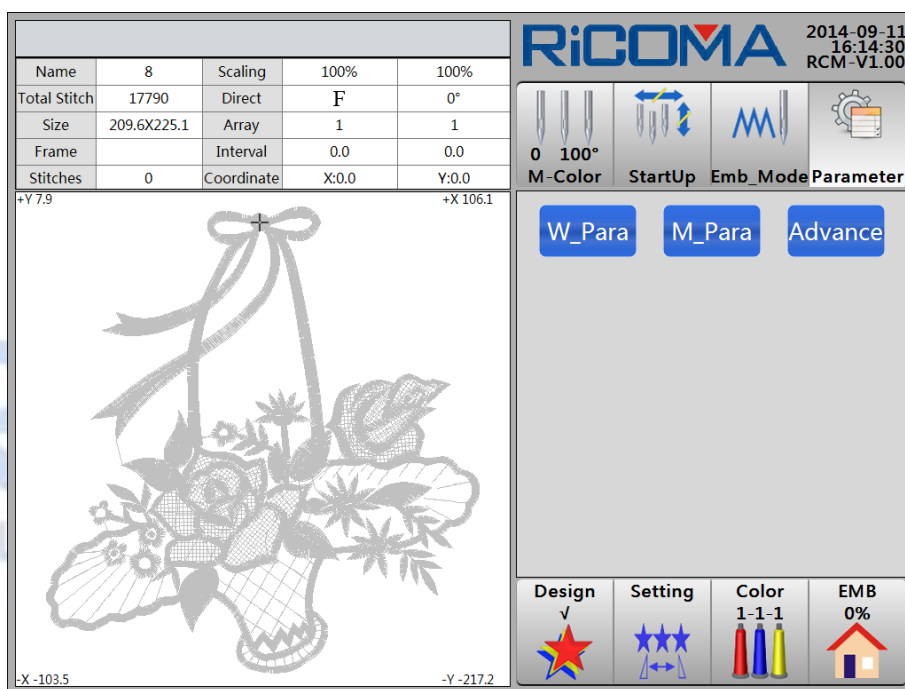 RiCOMA
2014-09-11
16:14:30
RCM-V1.00
Name 8 Scaling 100% 100%
Total Stitch 17790 Direct F 0°
Size 209.6X225.1 Array 1 1
Frame Interval 0.0 0.0
Stitches 0 Coordinate X:0.0 Y:0.0
0 100°
M-Color StartUp Emb_Mode Parameter
+Y 7.9 +X 106.1
W_Para M_Para Advance
Design Setting Color EMB
√ 1-1-1 0%
-X -103.5 -Y -217.2